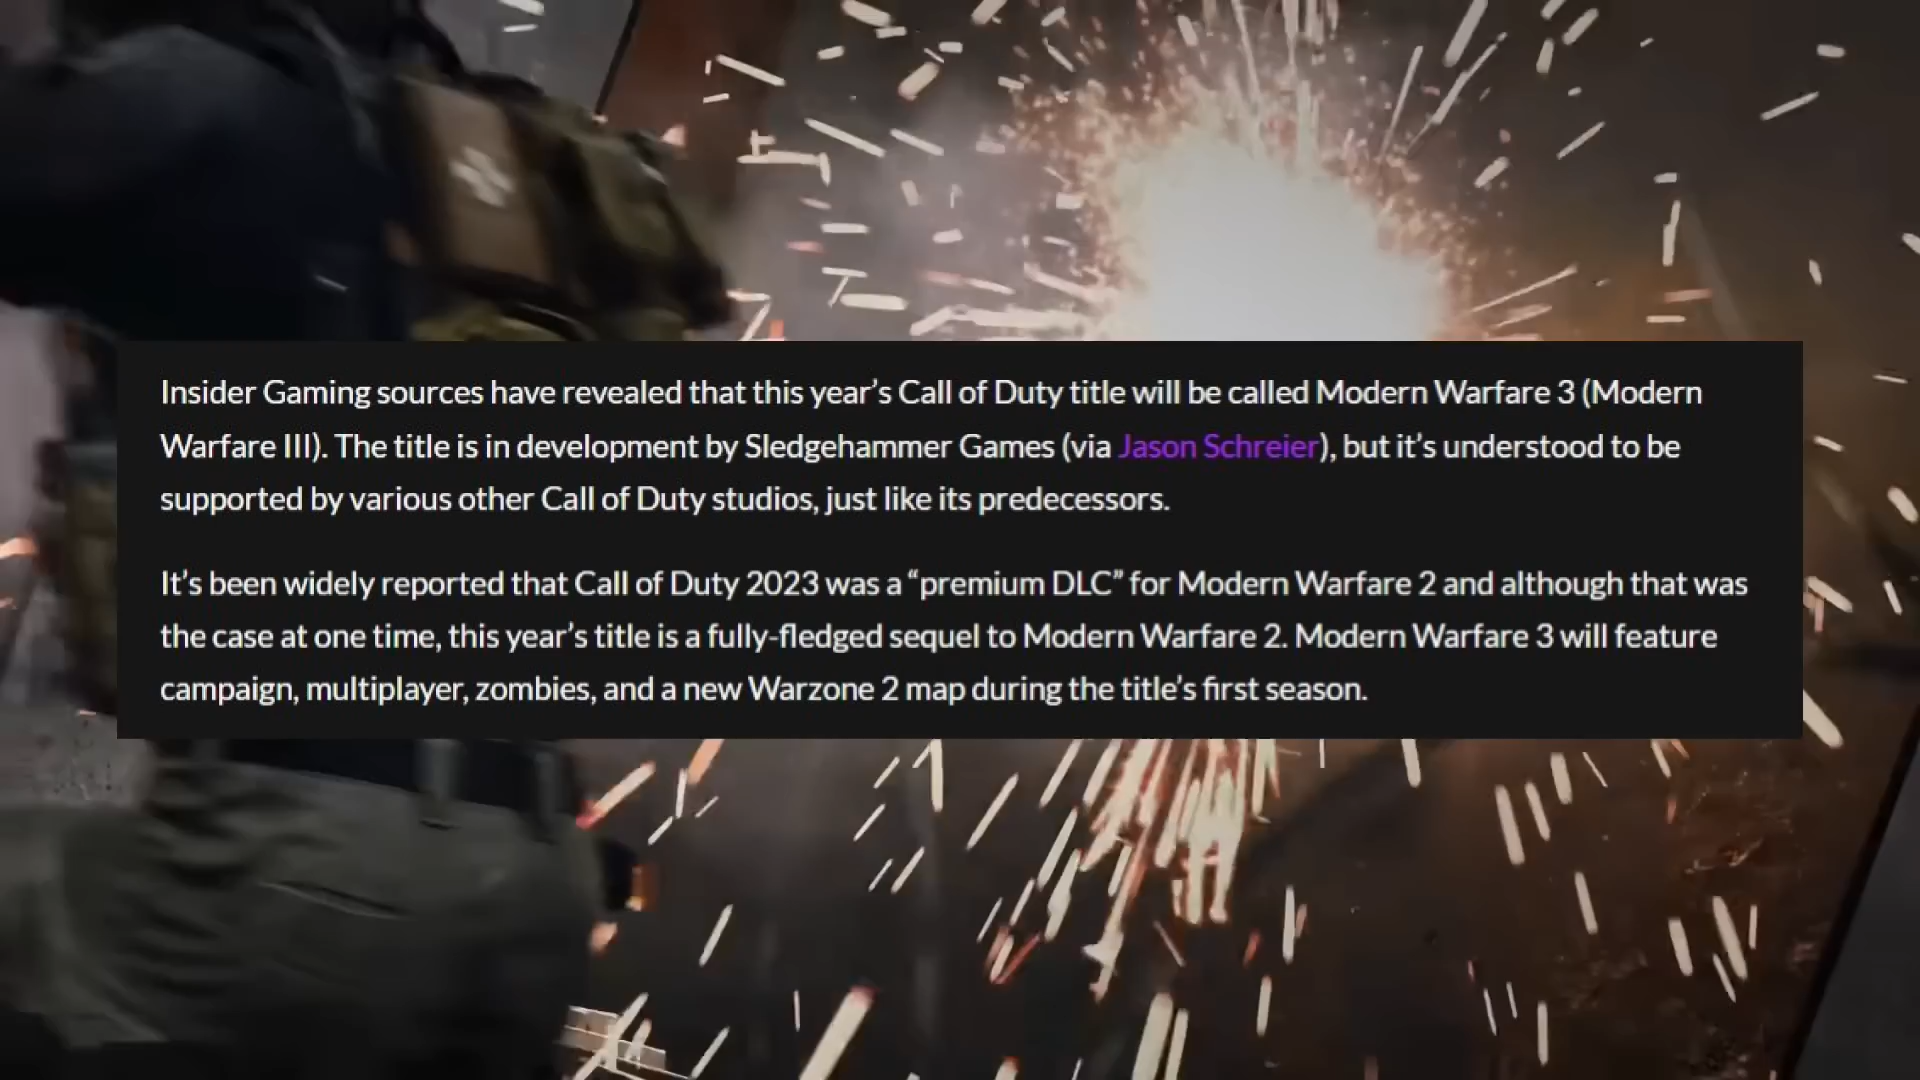 Insider Gaming sources have revealed that this year’s Call of Duty title will be called Modern Warfare 3 (Modern
Warfare III). The title is in development by Sledgehammer Games (via Jason Schreier), but it’s understood to be
supported by various other Call of Duty studios, just like its predecessors.
It’s been widely reported that Call of Duty 2023 was a “premium DLC” for Modern Warfare 2 and although that was
the case at one time, this year’s title is a fully-fledged sequel to Modern Warfare 2. Modern Warfare 3 will feature
campaign, multiplayer, zombies, and a new Warzone 2 map during the title’s first season.